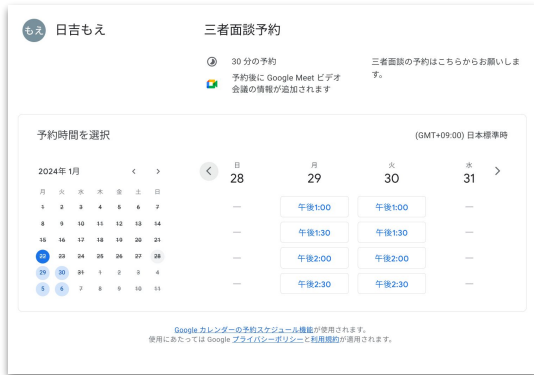 もえ
日吉もえ
三者面談予約
30 分の予約
予約後に Google Meet ビデオ
会議の情報が追加されます
三者面談の予約はこちらからお願いしま
す。
予約時間を選択
(GMT+09:00) 日本標準時
2024年 1月
‹ ›
月 火 水 木 金 土 日
1 2 3 4 5 6 7
8 9 10 11 12 13 14
15 16 17 18 19 20 21
22 23 24 25 26 27 28
29 30 31 1 2 3 4
5 6 7 8 9 10 11
日 月 火 水
28 29 30 31
— 午後1:00 午後1:00 —
— 午後1:30 午後1:30 —
— 午後2:00 午後2:00 —
— 午後2:30 午後2:30 —
Google カレンダーの予約スケジュール機能が使用されます。
使用にあたっては Google プライバシーポリシーと利用規約が適用されます。